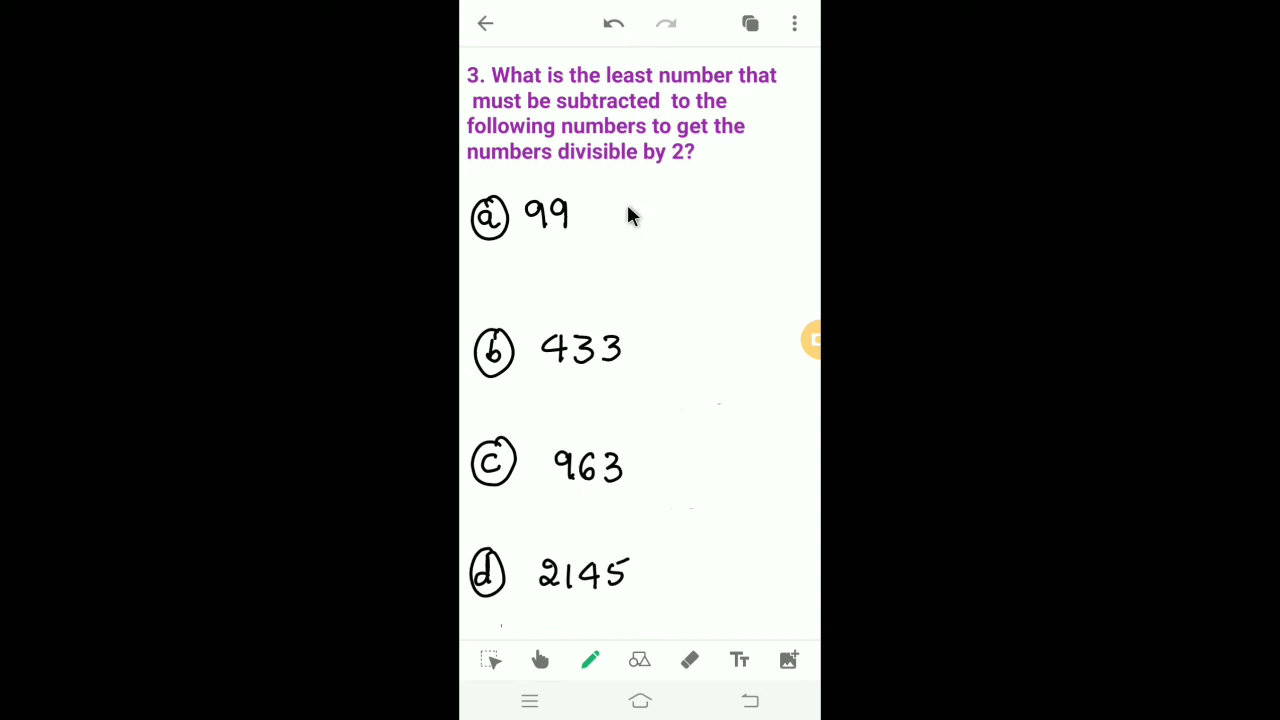 3. What is the least number that
must be subtracted to the
following numbers to get the
numbers divisible by 2?
a 99
b 433
c 963
d 2145
Tт